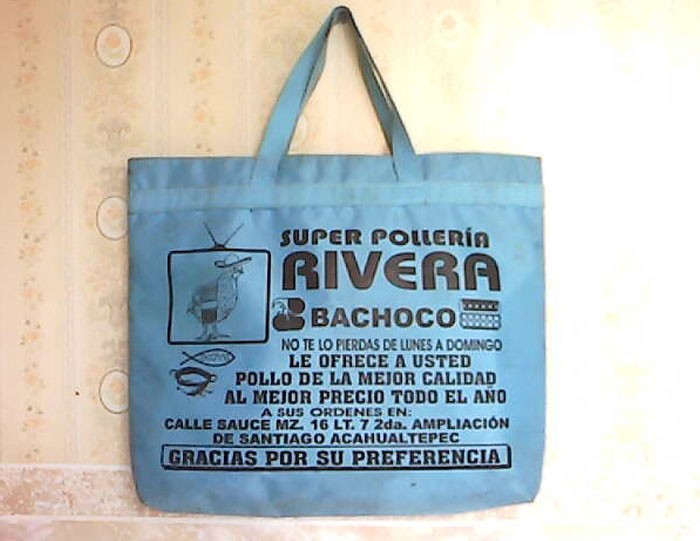 SUPER POLLERÍA
RIVERA
BACHOCO
NO TE LO PIERDAS DE LUNES A DOMINGO
LE OFRECE A USTED
POLLO DE LA MEJOR CALIDAD
AL MEJOR PRECIO TODO EL AÑO
A SUS ORDENES EN:
CALLE SAUCE MZ. 16 LT. 7 2da. AMPLIACIÓN
DE SANTIAGO ACAHUALTEPEC
GRACIAS POR SU PREFERENCIA